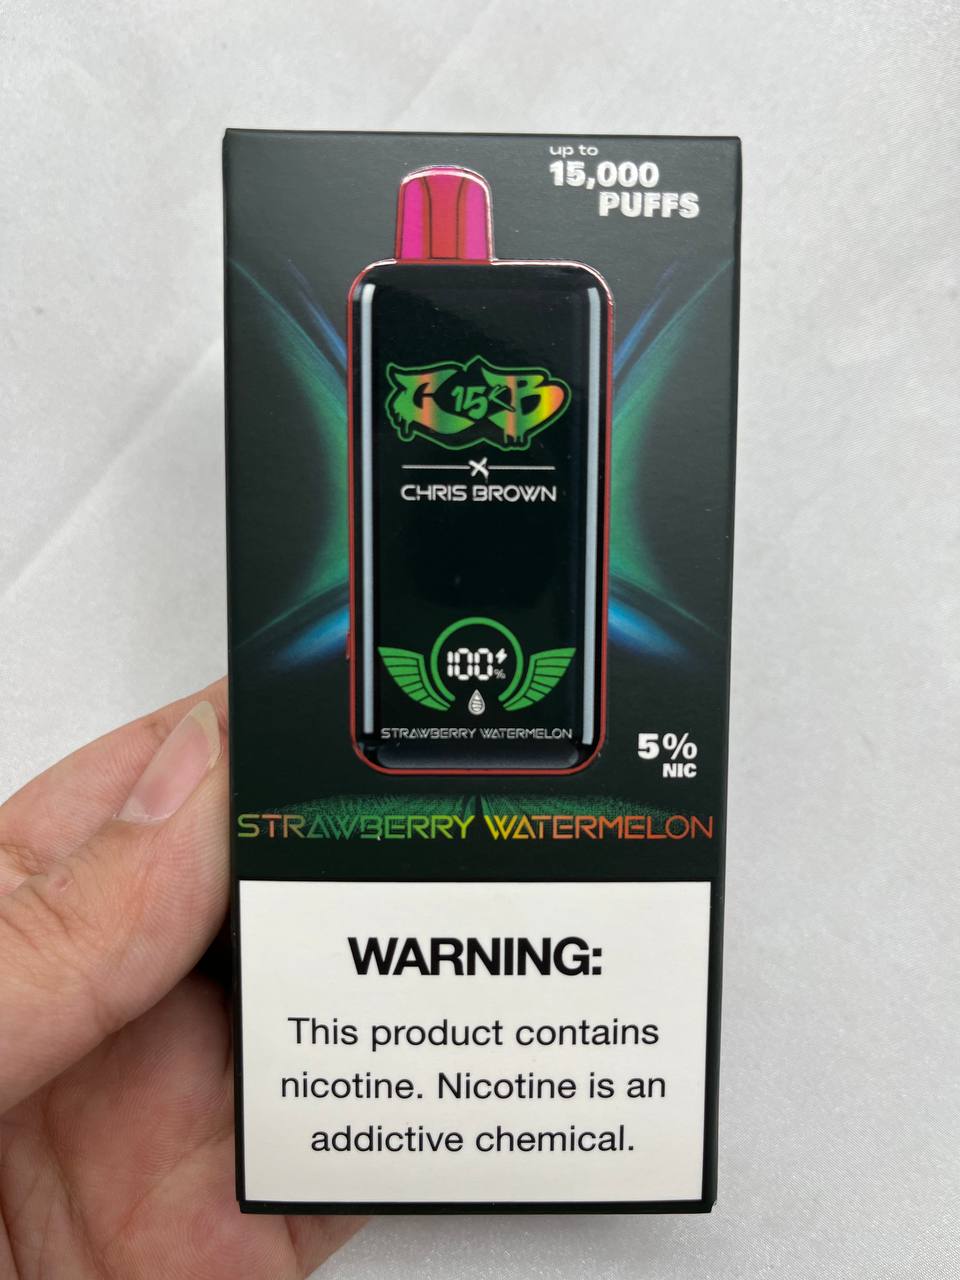 up to
15,000
PUFFS
C 15K B
X
CHRIS BROWN
100%
STRAWBERRY WATERMELON
5%
NIC
STRAWBERRY WATERMELON
WARNING:
This product contains
nicotine. Nicotine is an
addictive chemical.